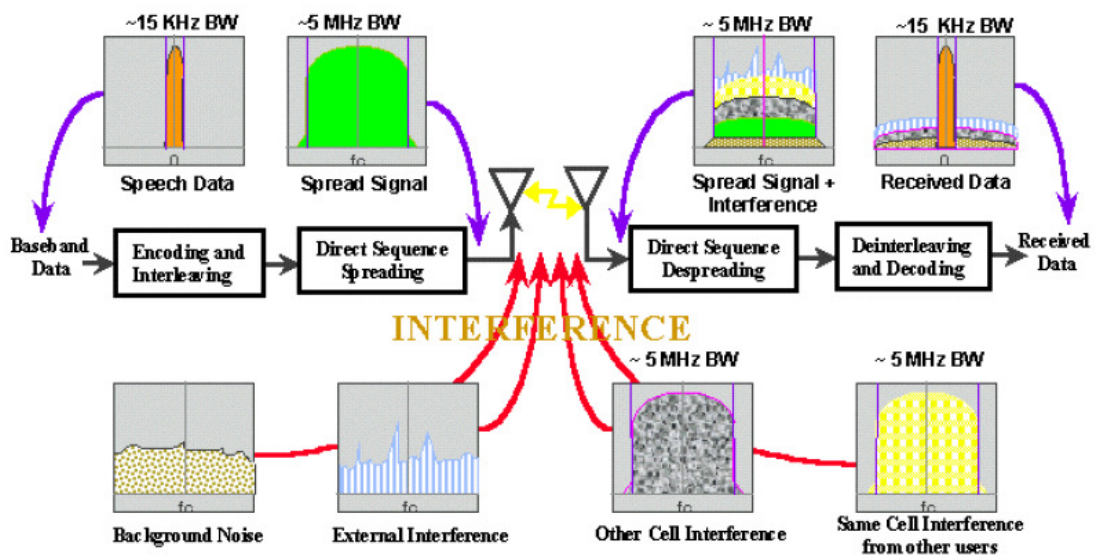 ~15 KHz BW
~5 MHz BW
~ 5 MHz BW
~15 KHz BW
0
fc
fc
0
Speech Data
Spread Signal
Spread Signal +
Interference
Received Data
Baseband
Data
Encoding and
Interleaving
Direct Sequence
Spreading
Direct Sequence
Despreading
Deinterleaving
and Decoding
Received
Data
INTERFERENCE
~ 5 MHz BW
~ 5 MHz BW
fc
fc
fc
fc
Background Noise
External Interference
Other Cell Interference
Same Cell Interference
from other users